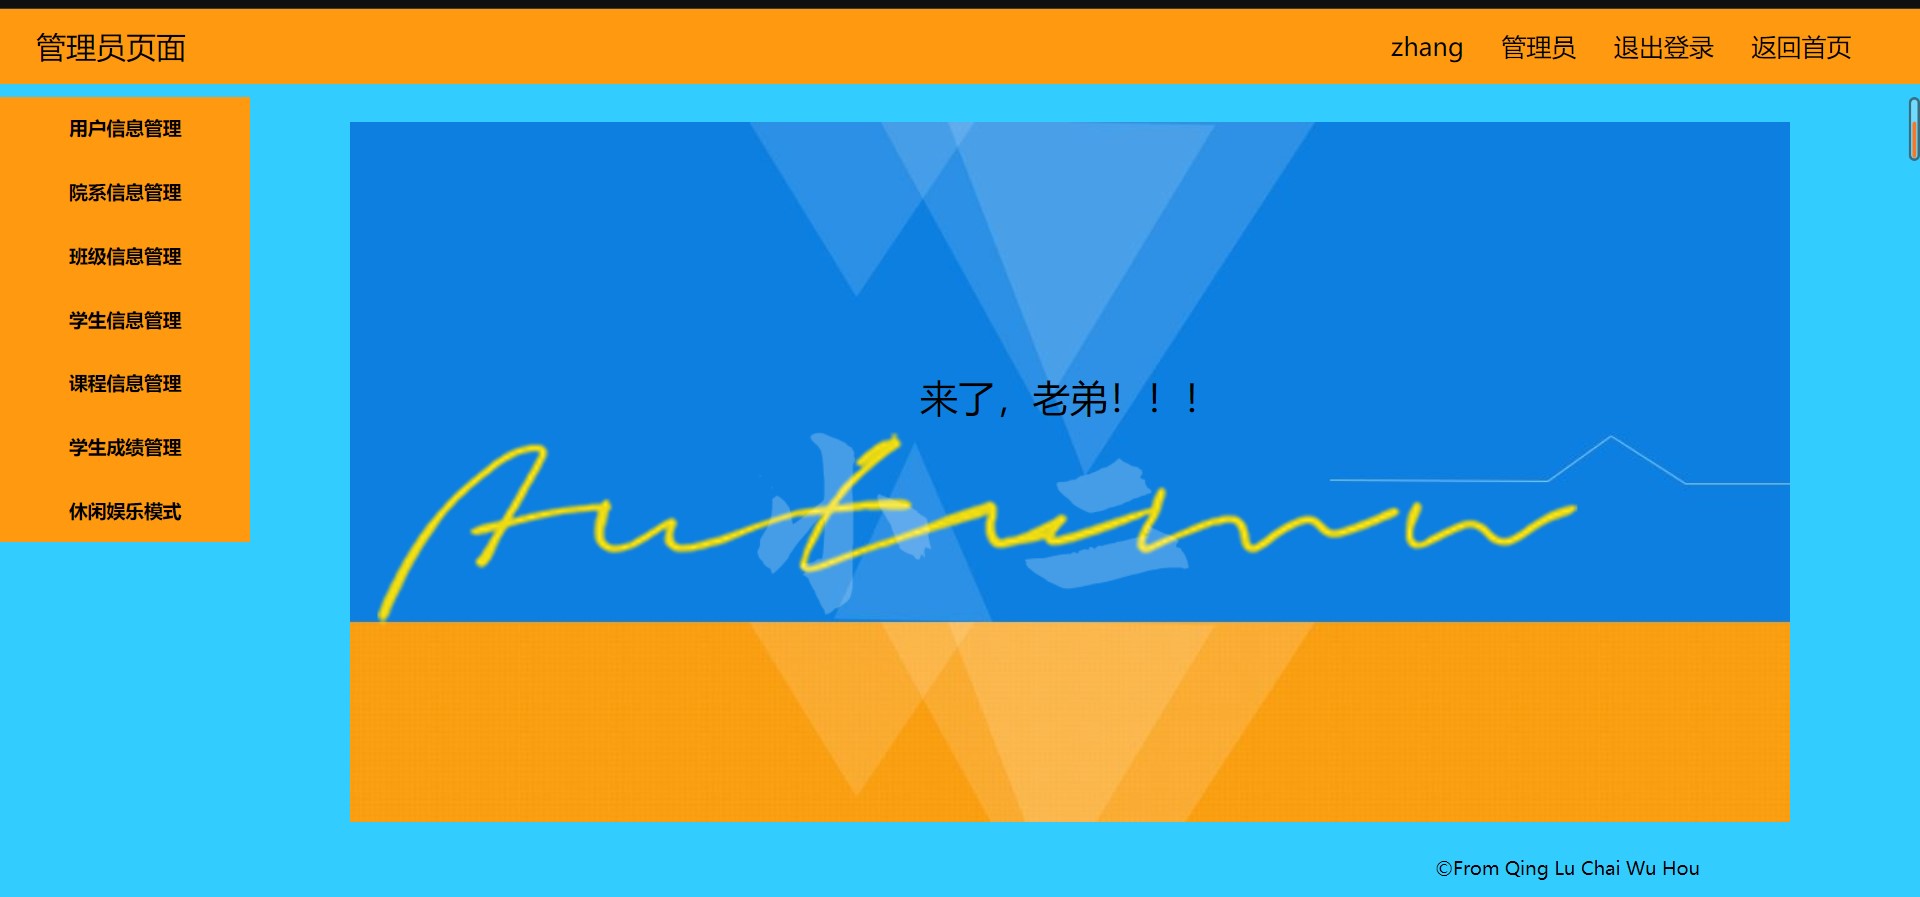 管理员页面
zhang 管理员 退出登录 返回首页
用户信息管理
院系信息管理
班级信息管理
学生信息管理
课程信息管理
学生成绩管理
休闲娱乐模式
来了，老弟！！！
©From Qing Lu Chai Wu Hou